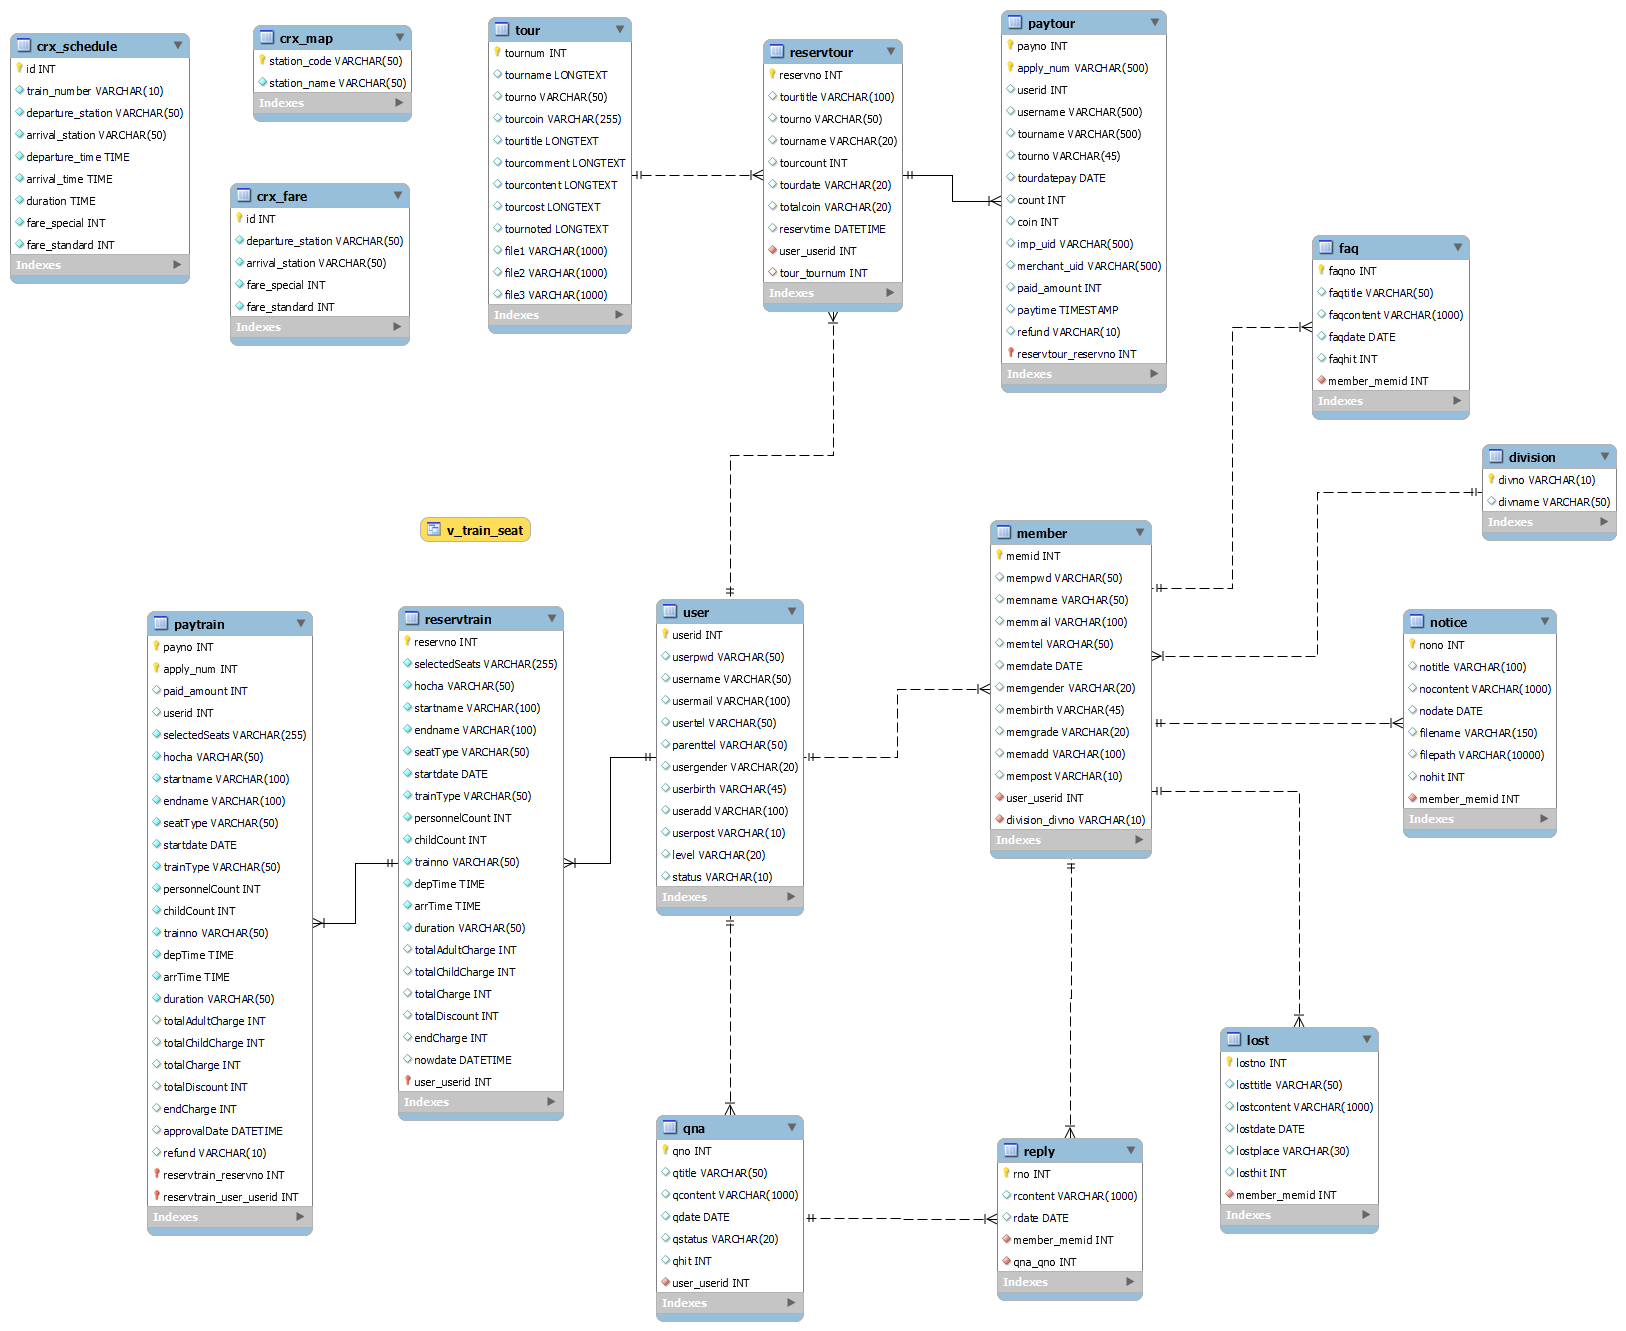 crx_schedule
id INT
train_number VARCHAR(10)
departure_station VARCHAR(50)
arrival_station VARCHAR(50)
departure_time TIME
arrival_time TIME
duration TIME
fare_special INT
fare_standard INT
Indexes
crx_map
station_code VARCHAR(50)
station_name VARCHAR(50)
Indexes
crx_fare
id INT
departure_station VARCHAR(50)
arrival_station VARCHAR(50)
fare_special INT
fare_standard INT
Indexes
tour
tournum INT
tourname LONGTEXT
tourno VARCHAR(50)
tourcoin VARCHAR(255)
tourtitle LONGTEXT
tourcomment LONGTEXT
tourcontent LONGTEXT
tourcost LONGTEXT
tournoted LONGTEXT
file1 VARCHAR(1000)
file2 VARCHAR(1000)
file3 VARCHAR(1000)
Indexes
reservtour
reservno INT
tourtitle VARCHAR(100)
tourno VARCHAR(50)
tourname VARCHAR(20)
tourcount INT
tourdate VARCHAR(20)
totalcoin VARCHAR(20)
reservtime DATETIME
user_userid INT
tour_tournum INT
Indexes
paytour
payno INT
apply_num VARCHAR(500)
userid INT
username VARCHAR(500)
tourname VARCHAR(500)
tourno VARCHAR(45)
tourdatepay DATE
count INT
coin INT
imp_uid VARCHAR(500)
merchant_uid VARCHAR(500)
paid_amount INT
paytime TIMESTAMP
refund VARCHAR(10)
reservtour_reservno INT
Indexes
faq
faqno INT
faqtitle VARCHAR(50)
faqcontent VARCHAR(1000)
faqdate DATE
faqhit INT
member_memid INT
Indexes
division
divno VARCHAR(10)
divname VARCHAR(50)
Indexes
v_train_seat
paytrain
payno INT
apply_num INT
paid_amount INT
userid INT
selectedSeats VARCHAR(255)
hocha VARCHAR(50)
startname VARCHAR(100)
endname VARCHAR(100)
seatType VARCHAR(50)
startdate DATE
trainType VARCHAR(50)
personnelCount INT
childCount INT
trainno VARCHAR(50)
depTime TIME
arrTime TIME
duration VARCHAR(50)
totalAdultCharge INT
totalChildCharge INT
totalCharge INT
totalDiscount INT
endCharge INT
approvalDate DATETIME
refund VARCHAR(10)
reservtrain_reservno INT
reservtrain_user_userid INT
Indexes
reservtrain
reservno INT
selectedSeats VARCHAR(255)
hocha VARCHAR(50)
startname VARCHAR(100)
endname VARCHAR(100)
seatType VARCHAR(50)
startdate DATE
trainType VARCHAR(50)
personnelCount INT
childCount INT
trainno VARCHAR(50)
depTime TIME
arrTime TIME
duration VARCHAR(50)
totalAdultCharge INT
totalChildCharge INT
totalCharge INT
totalDiscount INT
endCharge INT
nowdate DATETIME
user_userid INT
Indexes
user
userid INT
userpwd VARCHAR(50)
username VARCHAR(50)
usermail VARCHAR(100)
usertel VARCHAR(50)
parenttel VARCHAR(50)
usergender VARCHAR(20)
userbirth VARCHAR(45)
useradd VARCHAR(100)
userpost VARCHAR(10)
level VARCHAR(20)
status VARCHAR(10)
Indexes
member
memid INT
mempwd VARCHAR(50)
memname VARCHAR(50)
memmail VARCHAR(100)
memtel VARCHAR(50)
memdate DATE
memgender VARCHAR(20)
membirth VARCHAR(45)
memgrade VARCHAR(20)
memadd VARCHAR(100)
mempost VARCHAR(10)
user_userid INT
division_divno VARCHAR(10)
Indexes
notice
nono INT
notitle VARCHAR(100)
nocontent VARCHAR(1000)
nodate DATE
filename VARCHAR(150)
filepath VARCHAR(10000)
nohit INT
member_memid INT
Indexes
qna
qno INT
qtitle VARCHAR(50)
qcontent VARCHAR(1000)
qdate DATE
qstatus VARCHAR(20)
qhit INT
user_userid INT
Indexes
reply
rno INT
rcontent VARCHAR(1000)
rdate DATE
member_memid INT
qna_qno INT
Indexes
lost
lostno INT
losttitle VARCHAR(50)
lostcontent VARCHAR(1000)
lostdate DATE
lostplace VARCHAR(30)
losthit INT
member_memid INT
Indexes